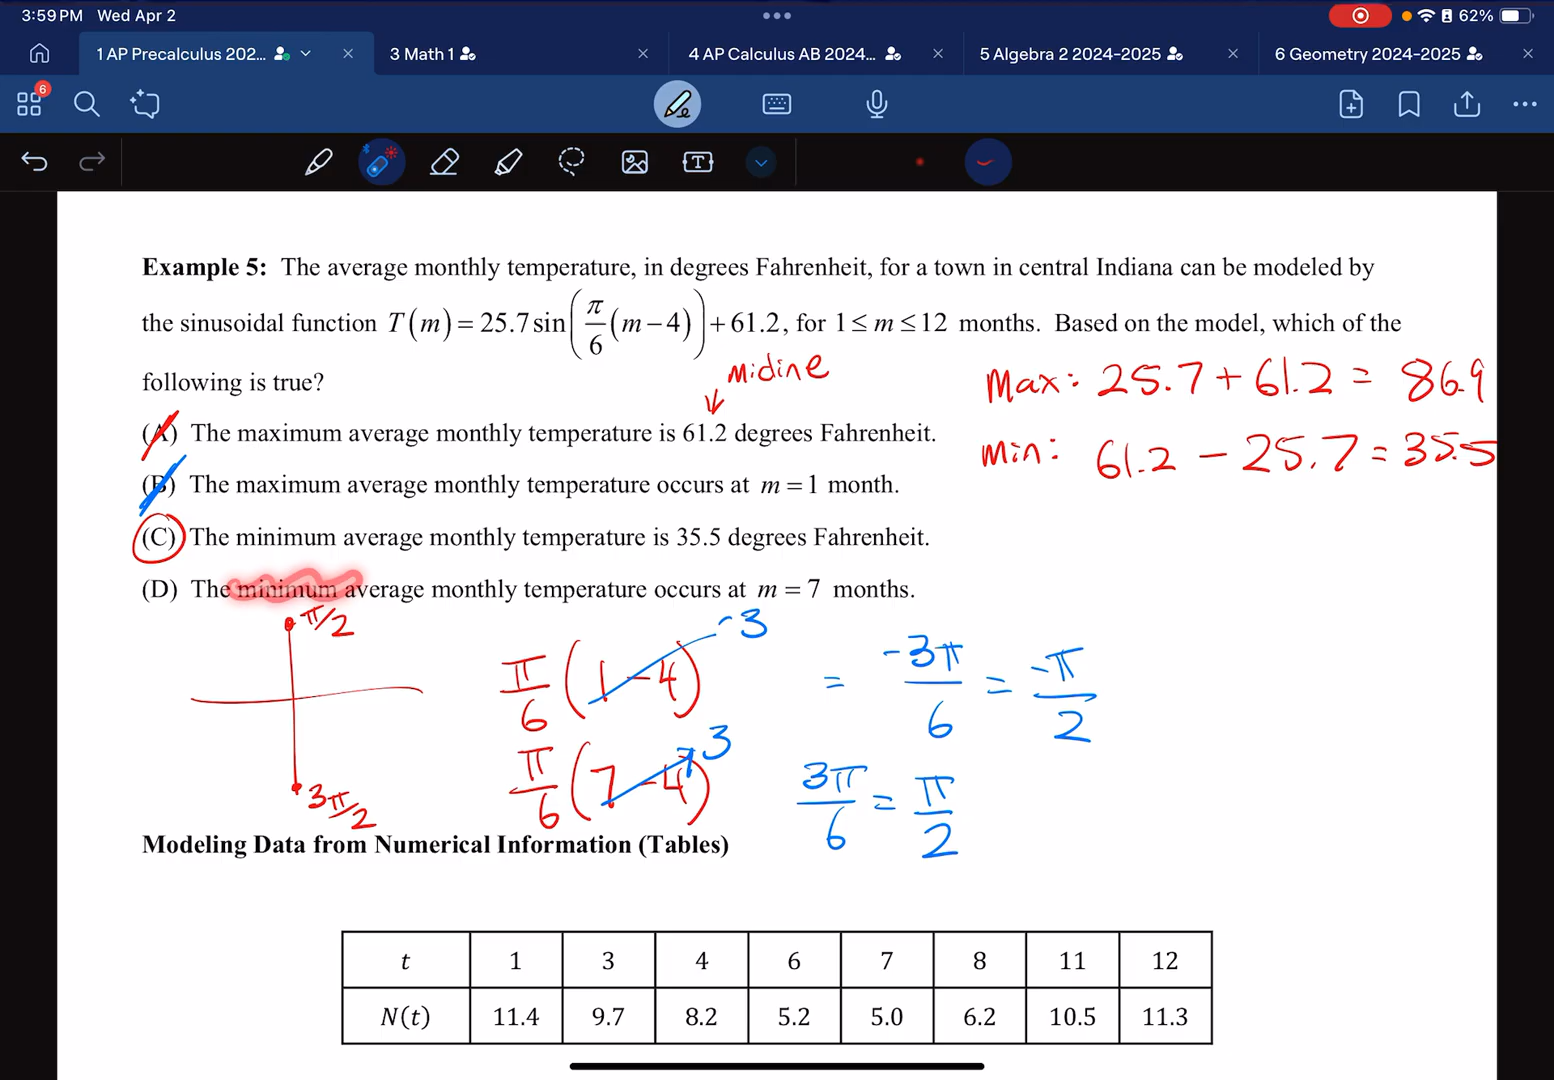 3:59 PM Wed Apr 2
62%
1 AP Precalculus 202...
3 Math 1
4 AP Calculus AB 2024...
5 Algebra 2 2024-2025
6 Geometry 2024-2025
6
T
Example 5: The average monthly temperature, in degrees Fahrenheit, for a town in central Indiana can be modeled by
the sinusoidal function T(m) = 25.7 sin(π/6 (m − 4)) + 61.2, for 1 ≤ m ≤ 12 months. Based on the model, which of the
following is true?
midine
Max: 25.7 + 61.2 = 86.9
(A) The maximum average monthly temperature is 61.2 degrees Fahrenheit.
Min: 61.2 − 25.7 = 35.5
(B) The maximum average monthly temperature occurs at m = 1 month.
(C) The minimum average monthly temperature is 35.5 degrees Fahrenheit.
(D) The minimum average monthly temperature occurs at m = 7 months.
π/2
π/6 (1 − 4) -3 = -3π/6 = -π/2
π/6 (7 − 4) 3 3π/6 = π/2
3π/2
Modeling Data from Numerical Information (Tables)
t 1 3 4 6 7 8 11 12
N(t) 11.4 9.7 8.2 5.2 5.0 6.2 10.5 11.3